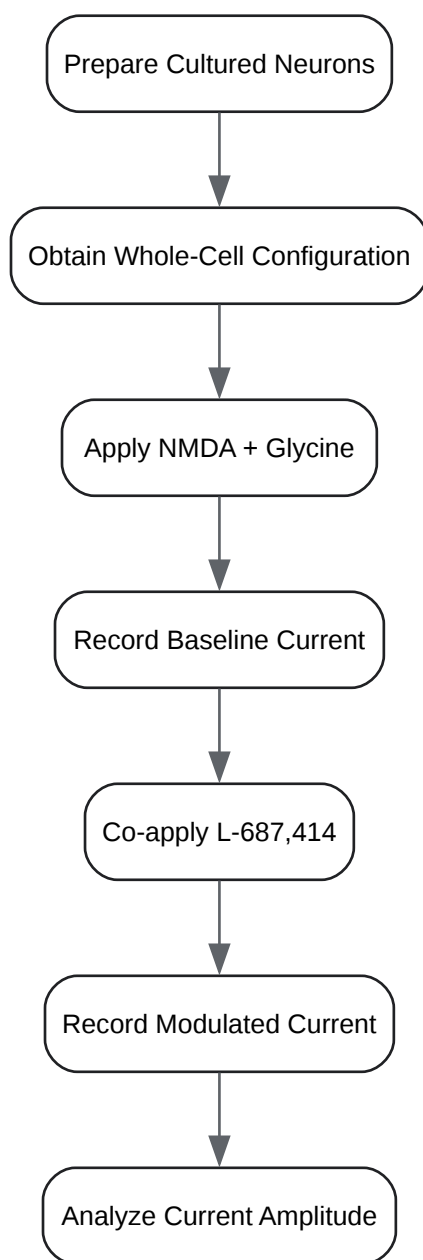 Prepare Cultured Neurons
Obtain Whole-Cell Configuration
Apply NMDA + Glycine
Record Baseline Current
Co-apply L-687,414
Record Modulated Current
Analyze Current Amplitude